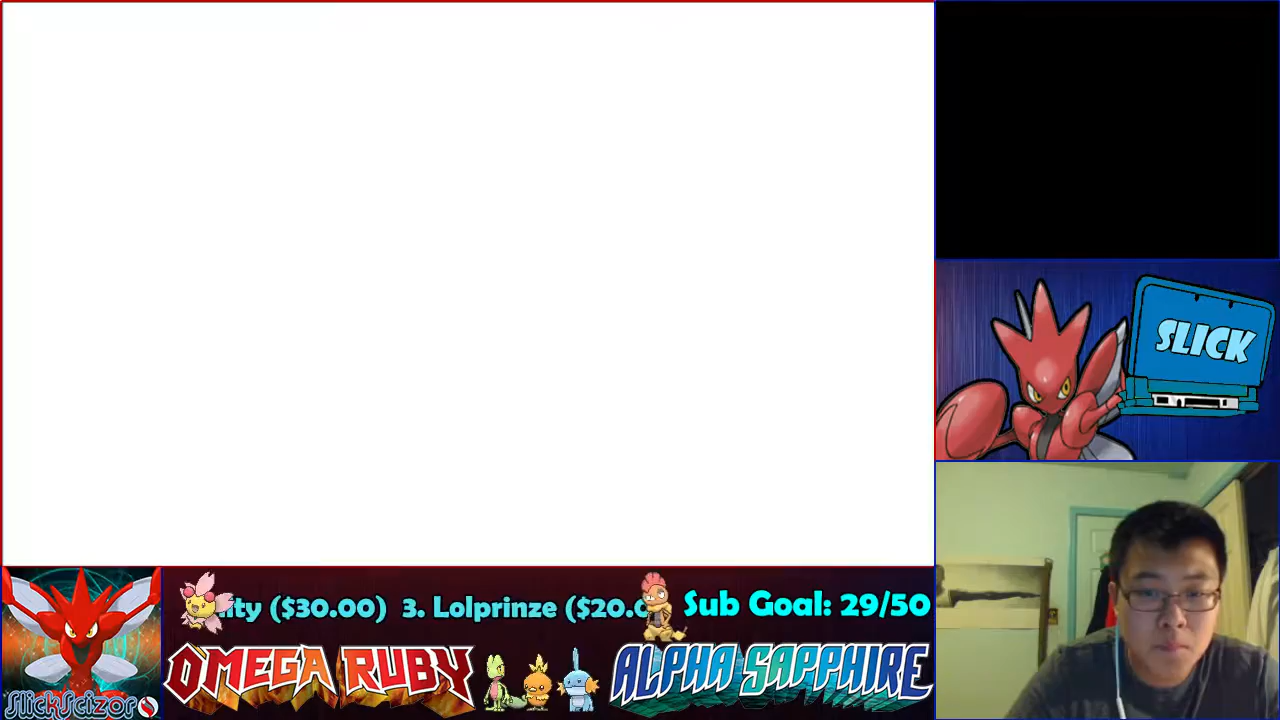 SLICK
ity ($30.00) 3. Lolprinze ($20.0
Sub Goal: 29/50
OMEGA RUBY
ALPHA SAPPHIRE
SlickScizor